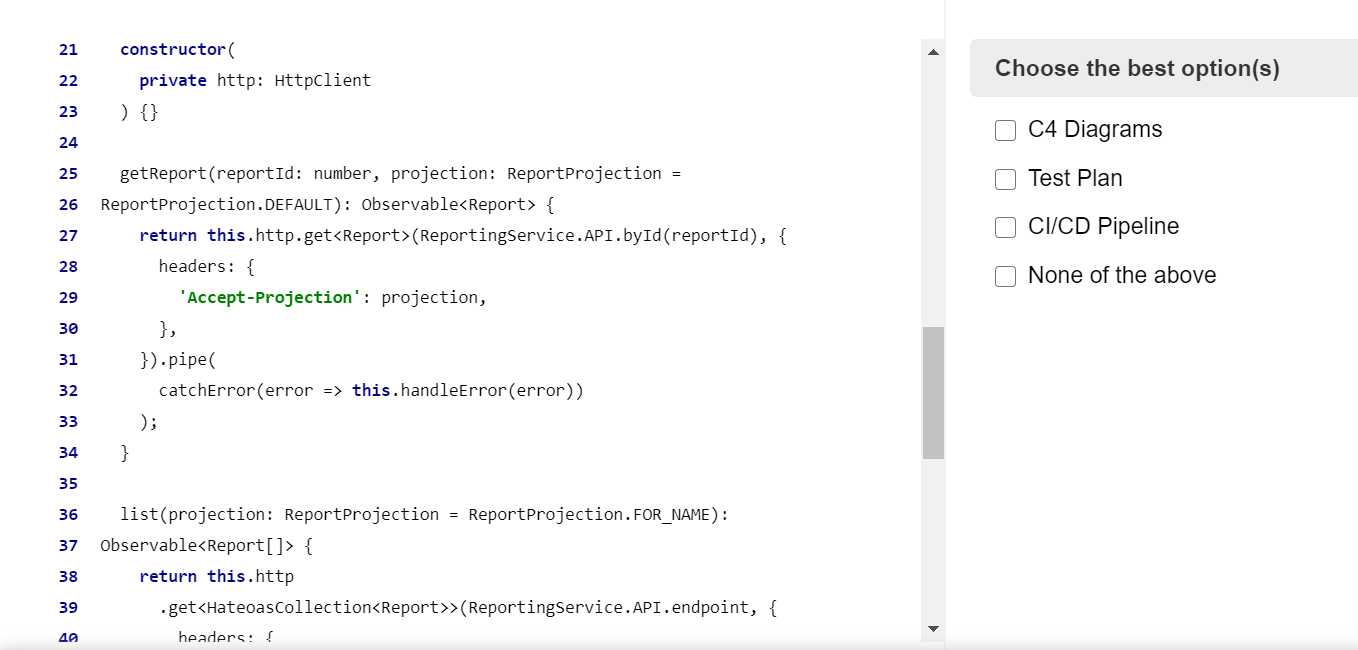 21 constructor(
22 private http: HttpClient
23 ) {}
24
25 getReport(reportId: number, projection: ReportProjection =
26 ReportProjection.DEFAULT): Observable<Report> {
27 return this.http.get<Report>(ReportingService.API.byId(reportId), {
28 headers: {
29 'Accept-Projection': projection,
30 },
31 }).pipe(
32 catchError(error => this.handleError(error))
33 );
34 }
35
36 list(projection: ReportProjection = ReportProjection.FOR_NAME):
37 Observable<Report[]> {
38 return this.http
39 .get<HateoasCollection<Report>>(ReportingService.API.endpoint, {
40 headers: {
Choose the best option(s)
C4 Diagrams
Test Plan
CI/CD Pipeline
None of the above